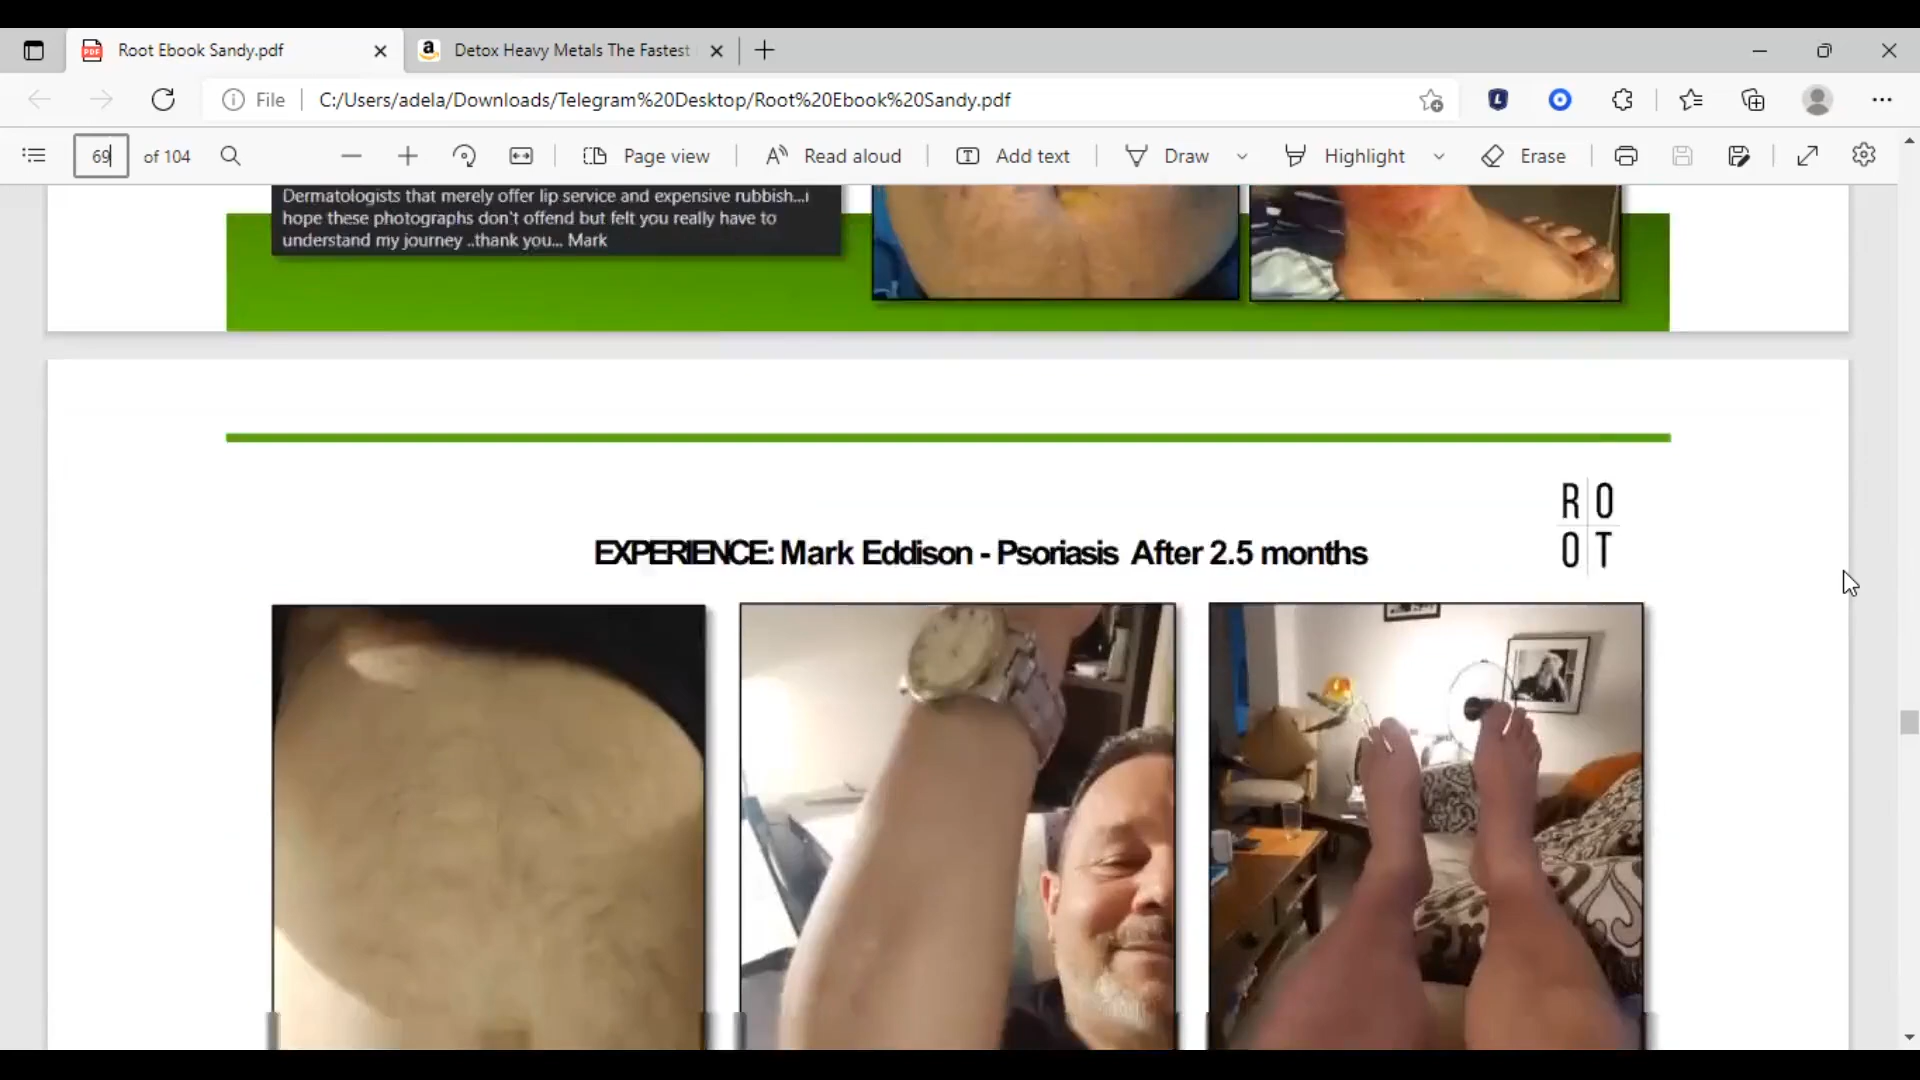 Root Ebook Sandy.pdf
Detox Heavy Metals The Fastest
File
C:/Users/adela/Downloads/Telegram%20Desktop/Root%20Ebook%20Sandy.pdf
69 of 104
Page view
Read aloud
Add text
Draw
Highlight
Erase
Dermatologists that merely offer lip service and expensive rubbish...i
hope these photographs don't offend but felt you really have to
understand my journey ..thank you... Mark
R O
O T
EXPERIENCE: Mark Eddison - Psoriasis After 2.5 months